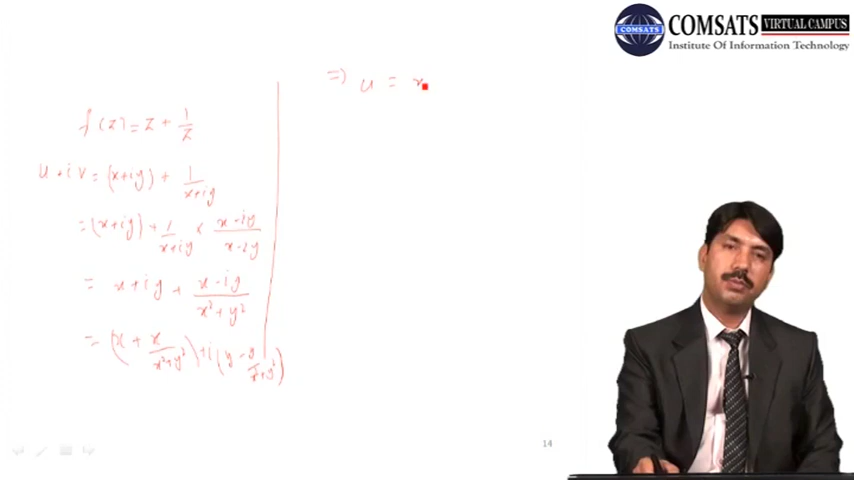 COMSATS VIRTUAL CAMPUS
Institute Of Information Technology
COMSATS
f(z) = z + 1/z
u + iv = (x+iy) + 1/(x+iy)
= (x+iy) + 1/(x+iy) × (x-iy)/(x-iy)
= x+iy + (x-iy)/(x²+y²)
= (x + x/(x²+y²)) + i(y - y/(x²+y²))
⇒ u = x
14